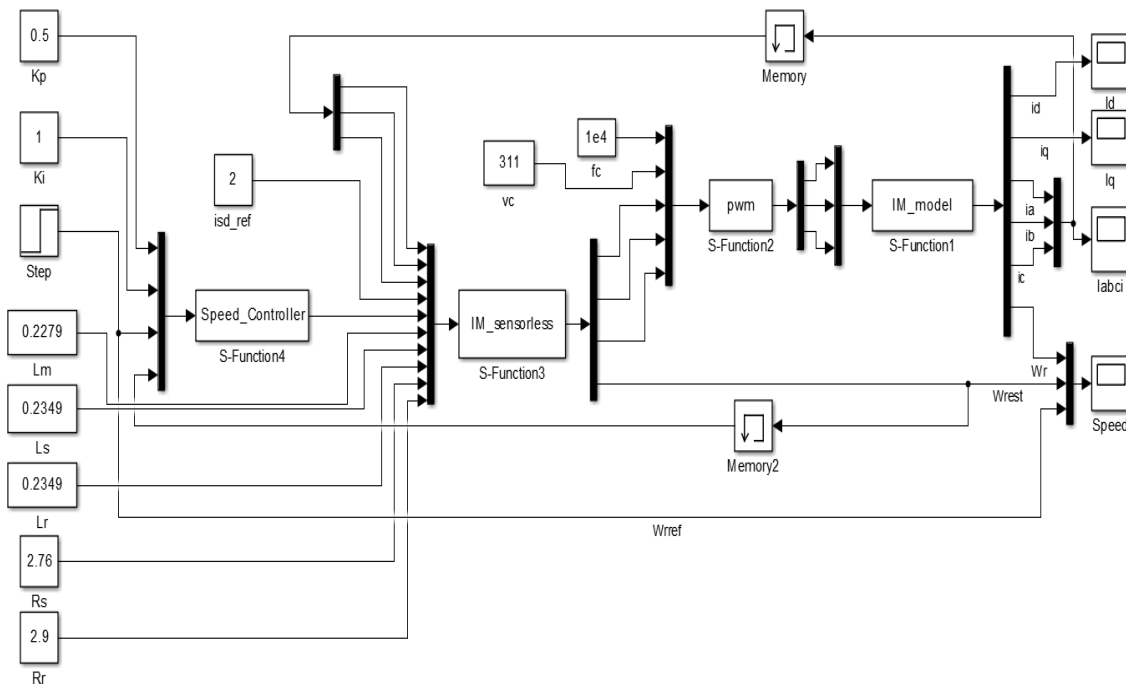 0.5
Kp
1
Ki
Step
0.2279
Lm
0.2349
Ls
0.2349
Lr
2.76
Rs
2.9
Rr
2
isd_ref
Speed_Controller
S-Function4
Memory
1e4
fc
311
vc
IM_sensorless
S-Function3
pwm
S-Function2
IM_model
S-Function1
Memory2
id
iq
ia
ib
ic
Wr
Wrest
Wrref
Id
Iq
Iabci
Speed